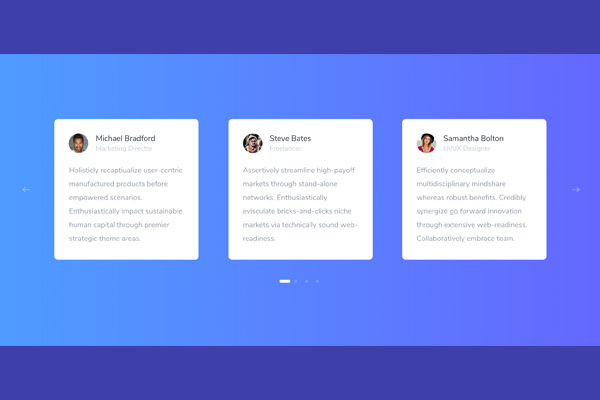 Michael Bradford
Marketing Director
Holisticly recaptiualize user-centric
manufactured products before
empowered scenarios.
Enthusiastically impact sustainable
human capital through premier
strategic theme areas.
Steve Bates
Freelancer
Assertively streamline high-payoff
markets through stand-alone
networks. Enthusiastically
evisculate bricks-and-clicks niche
markets via technically sound web-
readiness.
Samantha Bolton
UI/UX Designer
Efficiently conceptualize
multidisciplinary mindshare
whereas robust benefits. Credibly
synergize go forward innovation
through extensive web-readiness.
Collaboratively embrace team.